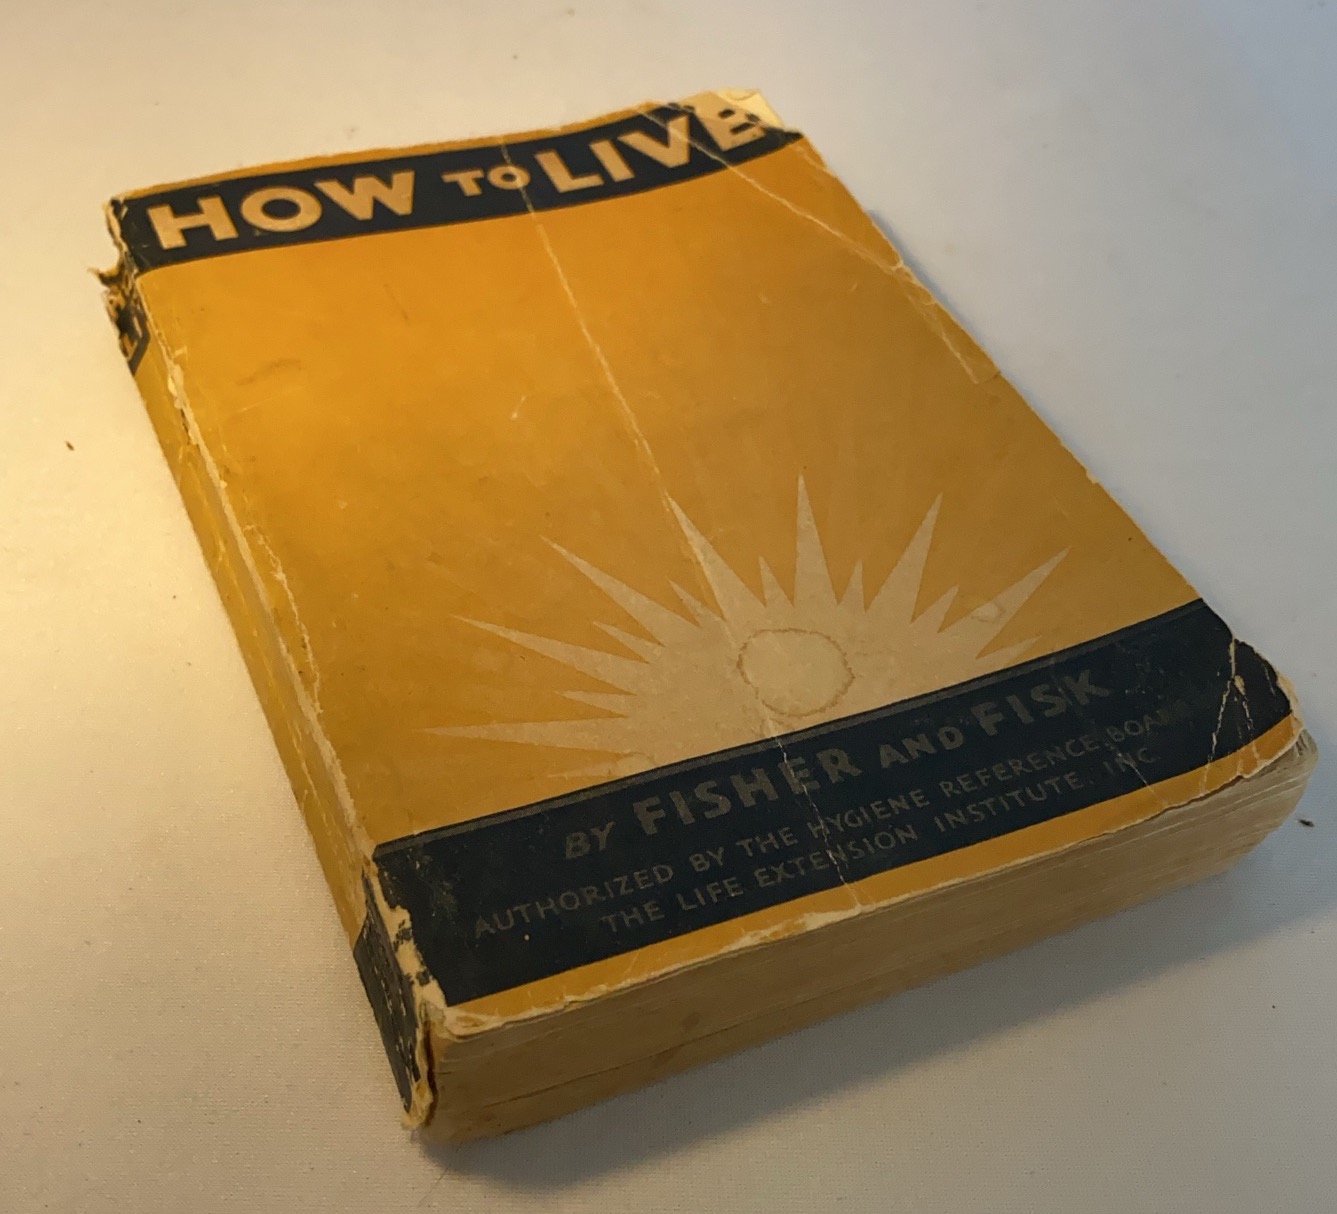 HOW TO LIVE
BY FISHER AND FISK
AUTHORIZED BY THE HYGIENE REFERENCE BOARD
THE LIFE EXTENSION INSTITUTE, INC